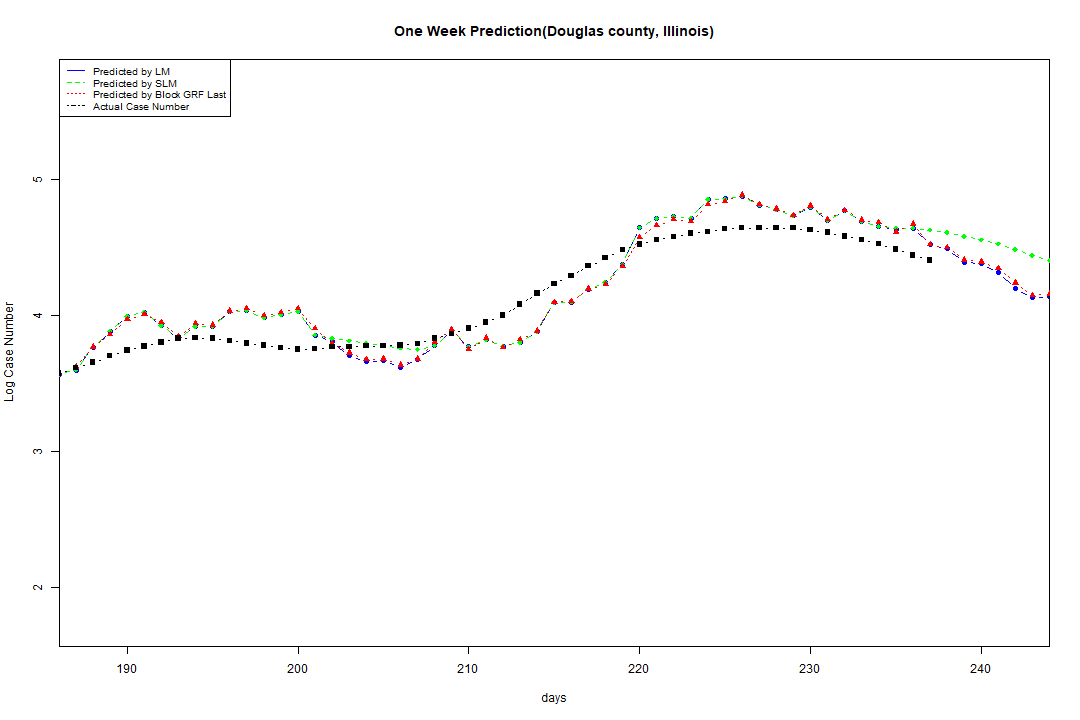 One Week Prediction(Douglas county, Illinois)
Predicted by LM
Predicted by SLM
Predicted by Block GRF Last
Actual Case Number
5
4
3
2
Log Case Number
190 200 210 220 230 240
days